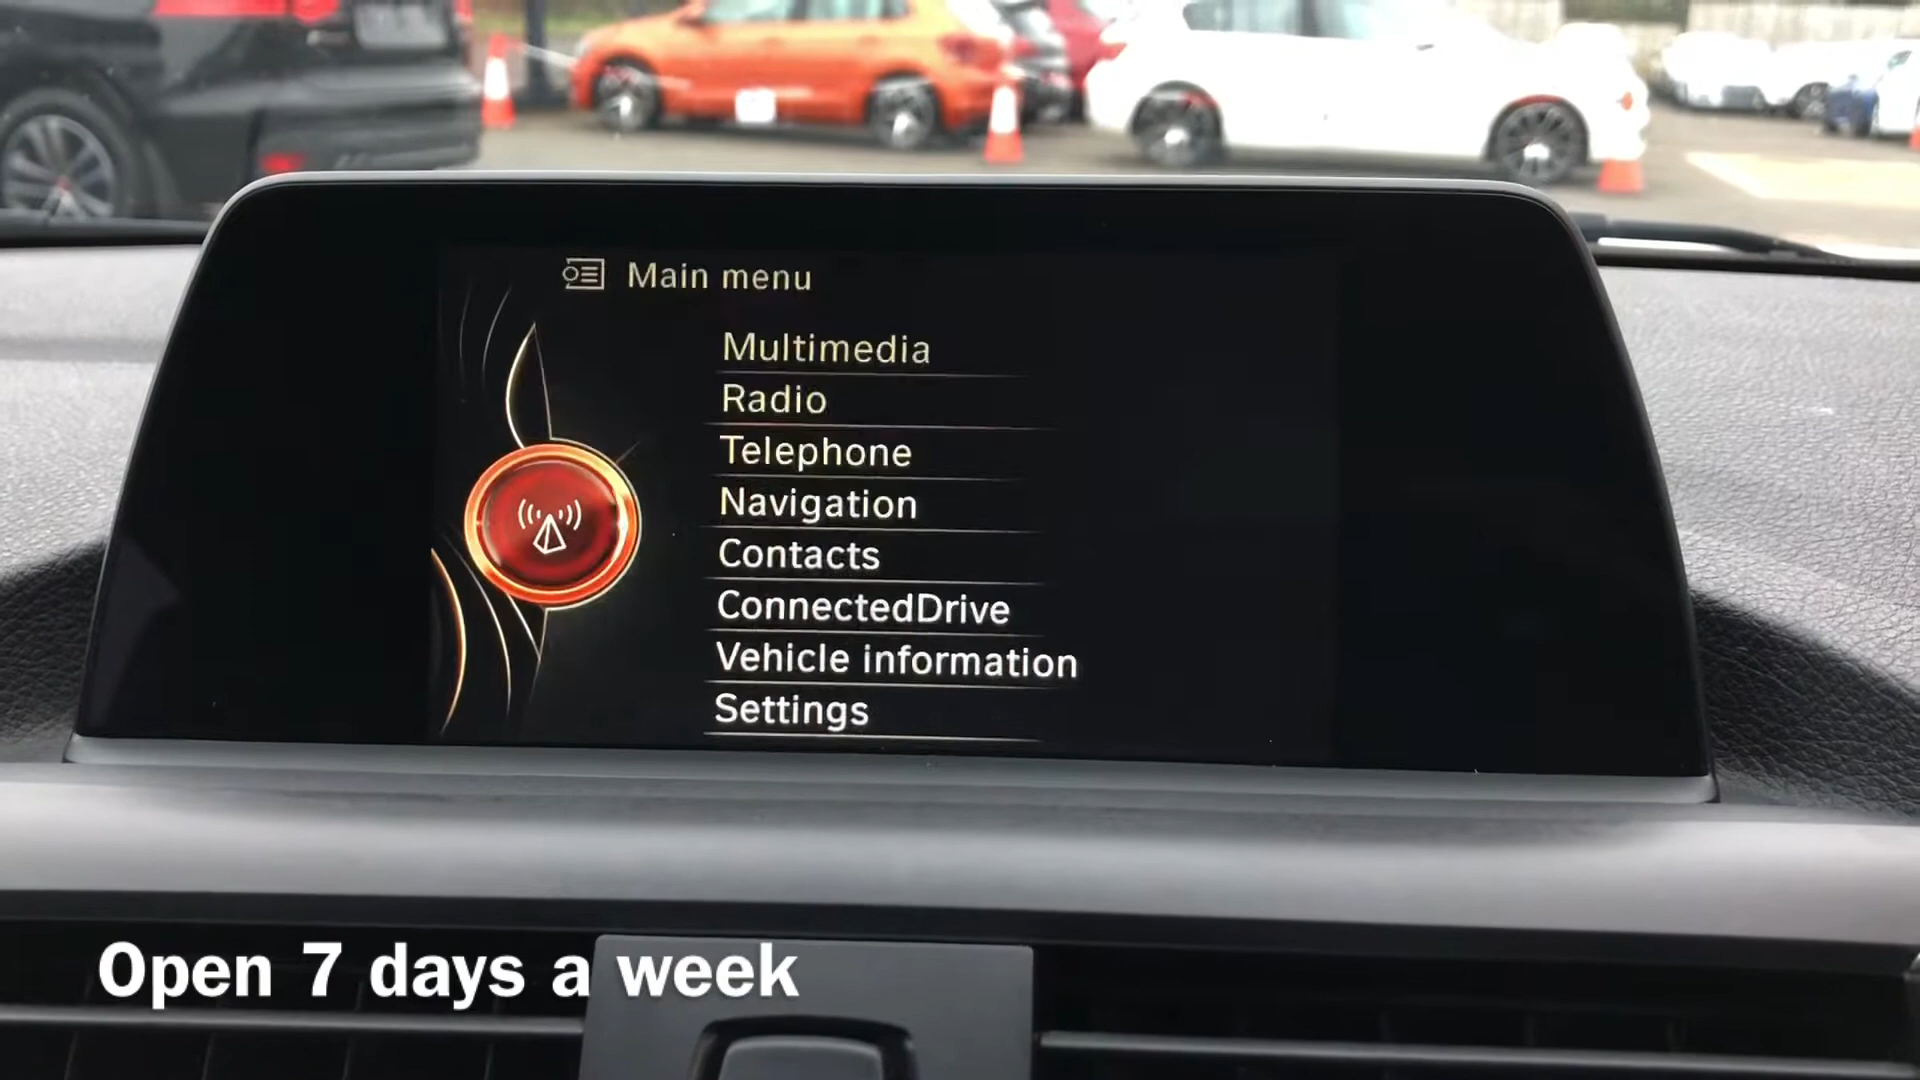 Main menu
Multimedia
Radio
Telephone
Navigation
Contacts
ConnectedDrive
Vehicle information
Settings
Open 7 days a week